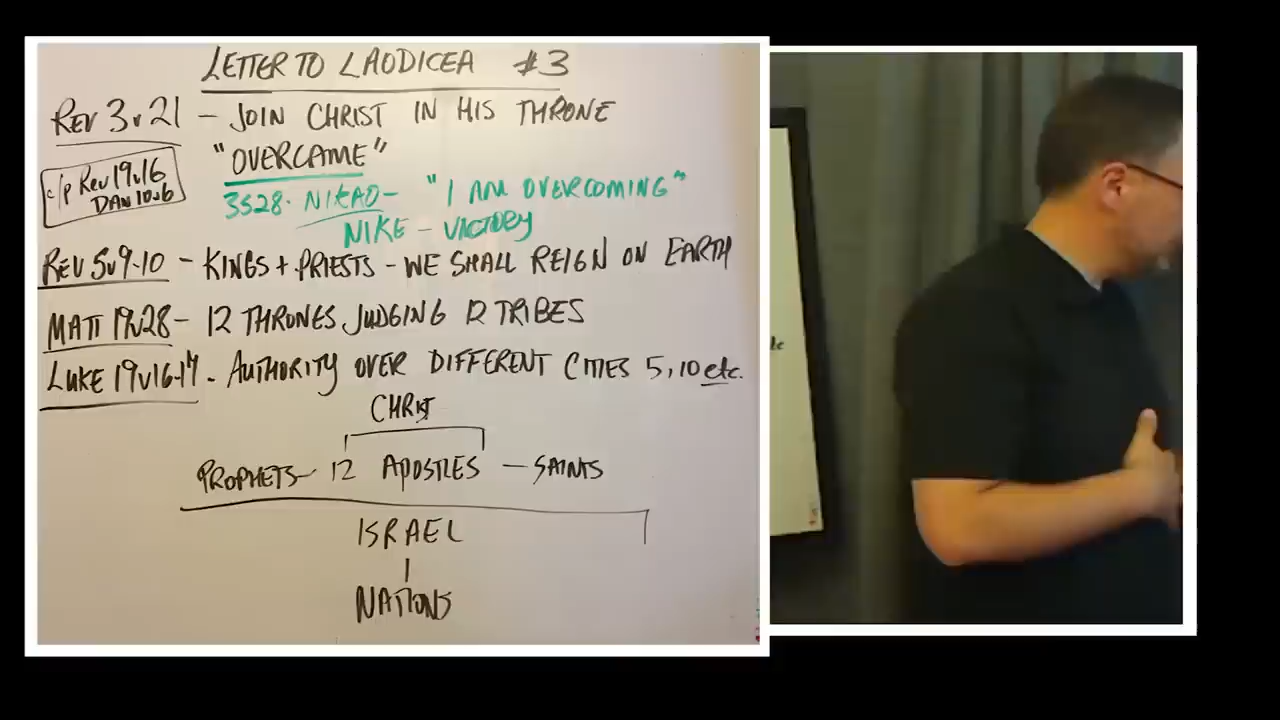 LETTER TO LAODICEA #3
REV 3v21 - JOIN CHRIST IN HIS THRONE
"OVERCAME"
c/p Rev 19v16
DAN 10v6
3528. NIKAO - "I AM OVERCOMING"
NIKE - VICTORY
REV 5v9-10 - KINGS + PRIESTS - WE SHALL REIGN ON EARTH
MATT 19v28 - 12 THRONES JUDGING 12 TRIBES
LUKE 19v16-17. AUTHORITY OVER DIFFERENT CITIES 5, 10 etc.
CHRIST
PROPHETS - 12 APOSTLES - SAINTS
ISRAEL
NATIONS